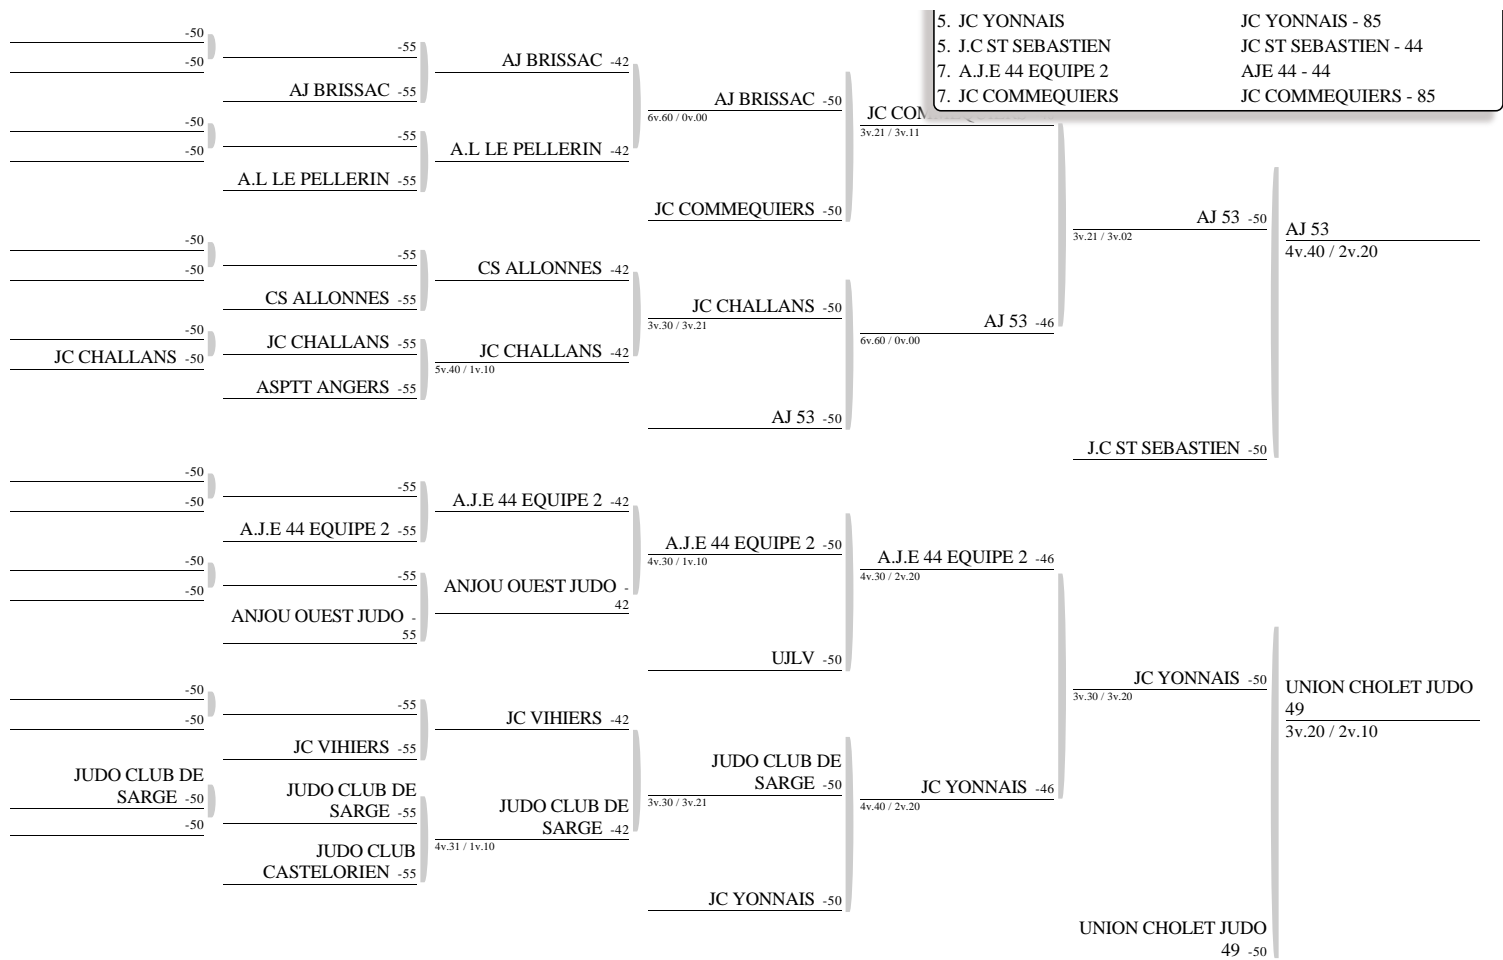 5. JC YONNAIS JC YONNAIS - 85
5. J.C ST SEBASTIEN JC ST SEBASTIEN - 44
7. A.J.E 44 EQUIPE 2 AJE 44 - 44
7. JC COMMEQUIERS JC COMMEQUIERS - 85
-50
-50
-50
-50
-50
-50
-50
JC CHALLANS -50
-50
-50
-50
-50
-50
-50
JUDO CLUB DE
SARGE -50
-50
-55
AJ BRISSAC -55
-55
A.L LE PELLERIN -55
-55
CS ALLONNES -55
JC CHALLANS -55
ASPTT ANGERS -55
-55
A.J.E 44 EQUIPE 2 -55
-55
ANJOU OUEST JUDO -
55
-55
JC VIHIERS -55
JUDO CLUB DE
SARGE -55
JUDO CLUB
CASTELORIEN -55
AJ BRISSAC -42
A.L LE PELLERIN -42
CS ALLONNES -42
JC CHALLANS -42
5v.40 / 1v.10
A.J.E 44 EQUIPE 2 -42
ANJOU OUEST JUDO -
42
JC VIHIERS -42
JUDO CLUB DE
SARGE -42
4v.31 / 1v.10
AJ BRISSAC -50
6v.60 / 0v.00
JC COMMEQUIERS -50
JC CHALLANS -50
3v.30 / 3v.21
AJ 53 -50
A.J.E 44 EQUIPE 2 -50
4v.30 / 1v.10
UJLV -50
JUDO CLUB DE
SARGE -50
3v.30 / 3v.21
JC YONNAIS -50
JC
3v.21 / 3v.11
AJ 53 -46
6v.60 / 0v.00
A.J.E 44 EQUIPE 2 -46
4v.30 / 2v.20
JC YONNAIS -46
4v.40 / 2v.20
AJ 53 -50
3v.21 / 3v.02
J.C ST SEBASTIEN -50
JC YONNAIS -50
3v.30 / 3v.20
UNION CHOLET JUDO
49 -50
AJ 53
4v.40 / 2v.20
UNION CHOLET JUDO
49
3v.20 / 2v.10